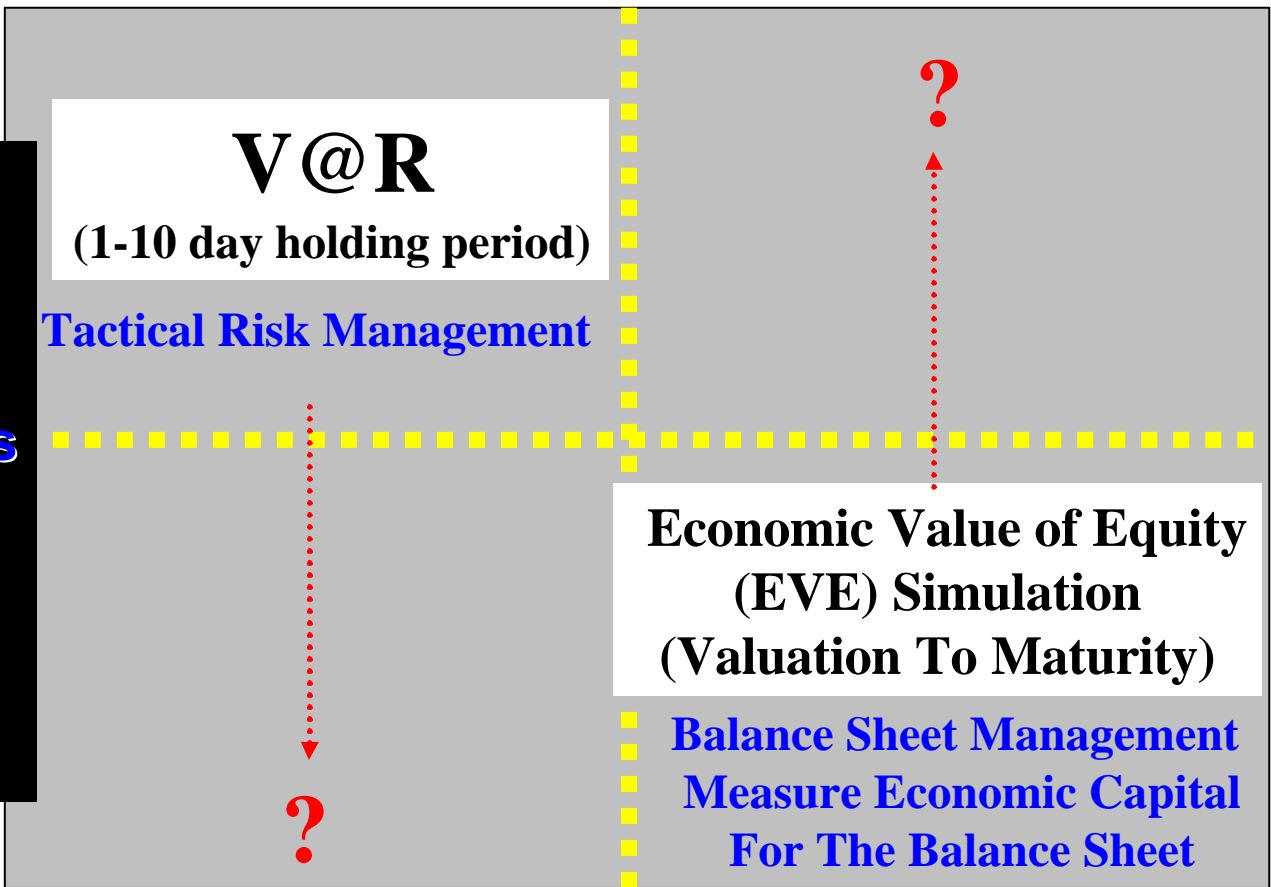 ?
V@R
(1-10 day holding period)
Tactical Risk Management
s
Economic Value of Equity
(EVE) Simulation
(Valuation To Maturity)
Balance Sheet Management
Measure Economic Capital
For The Balance Sheet
?